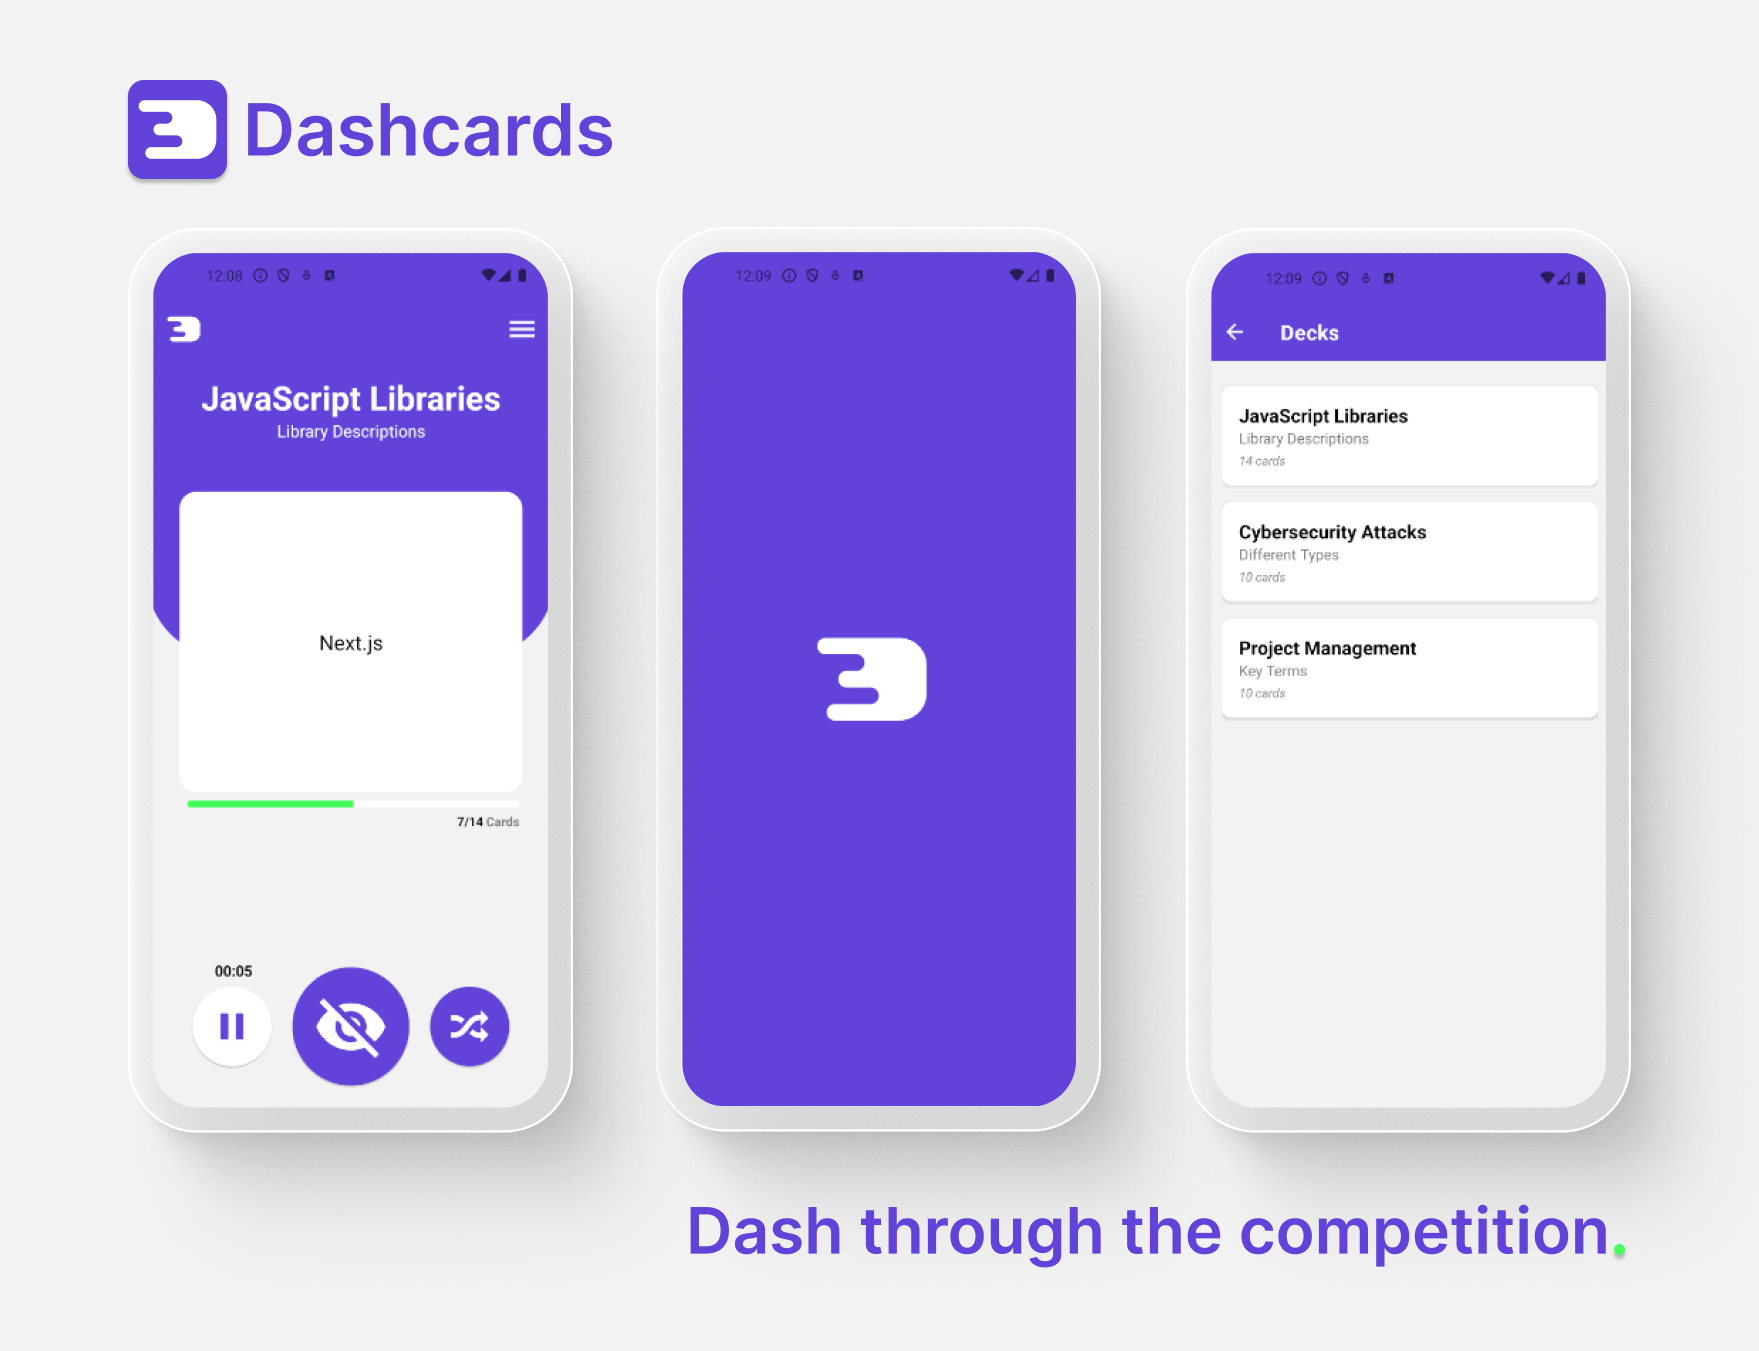 Dashcards
12:08
JavaScript Libraries
Library Descriptions
Next.js
7/14 Cards
00:05
12:09
12:09
Decks
JavaScript Libraries
Library Descriptions
14 cards
Cybersecurity Attacks
Different Types
10 cards
Project Management
Key Terms
10 cards
Dash through the competition.